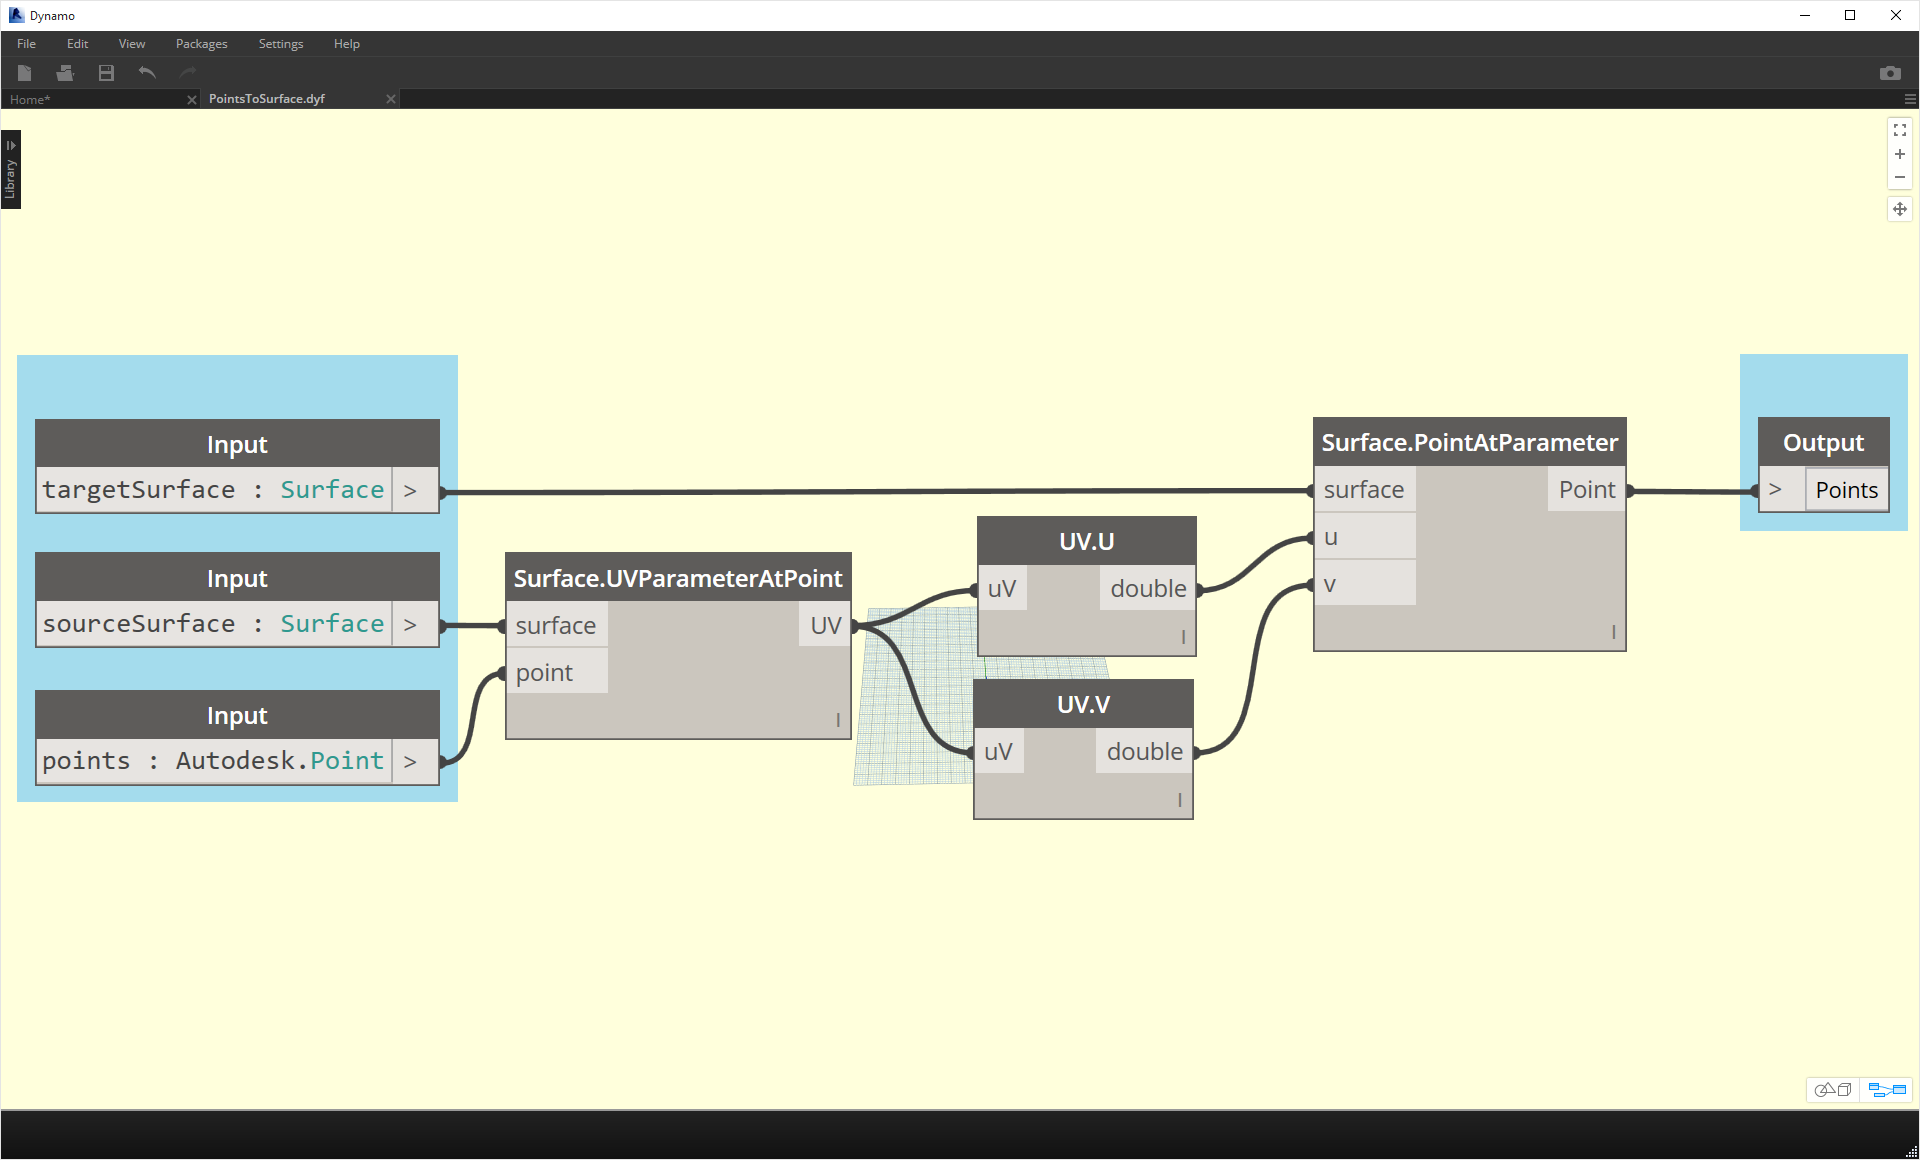 Dynamo
File Edit View Packages Settings Help
Home* PointsToSurface.dyf
Library
Input
targetSurface : Surface >
Input
sourceSurface : Surface >
Input
points : Autodesk.Point >
Surface.UVParameterAtPoint
surface UV
point
UV.U
uV double
UV.V
uV double
Surface.PointAtParameter
surface Point
u
v
Output
> Points